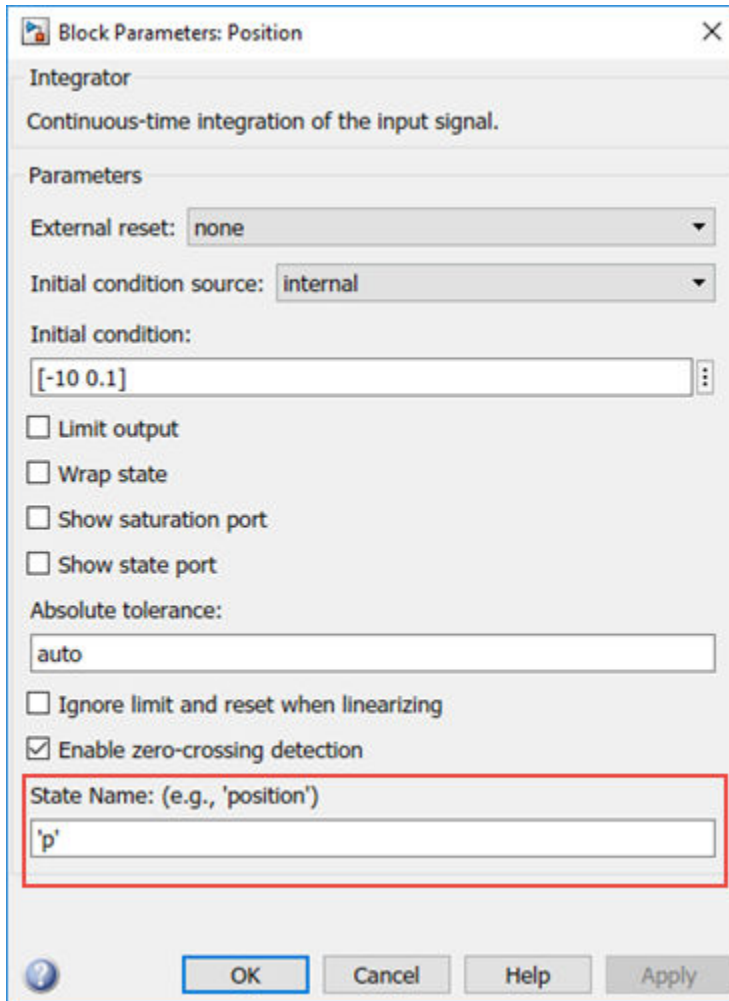 Block Parameters: Position
Integrator
Continuous-time integration of the input signal.
Parameters
External reset: none
Initial condition source: internal
Initial condition:
[-10 0.1]
Limit output
Wrap state
Show saturation port
Show state port
Absolute tolerance:
auto
Ignore limit and reset when linearizing
Enable zero-crossing detection
State Name: (e.g., 'position')
'p'
OK Cancel Help Apply